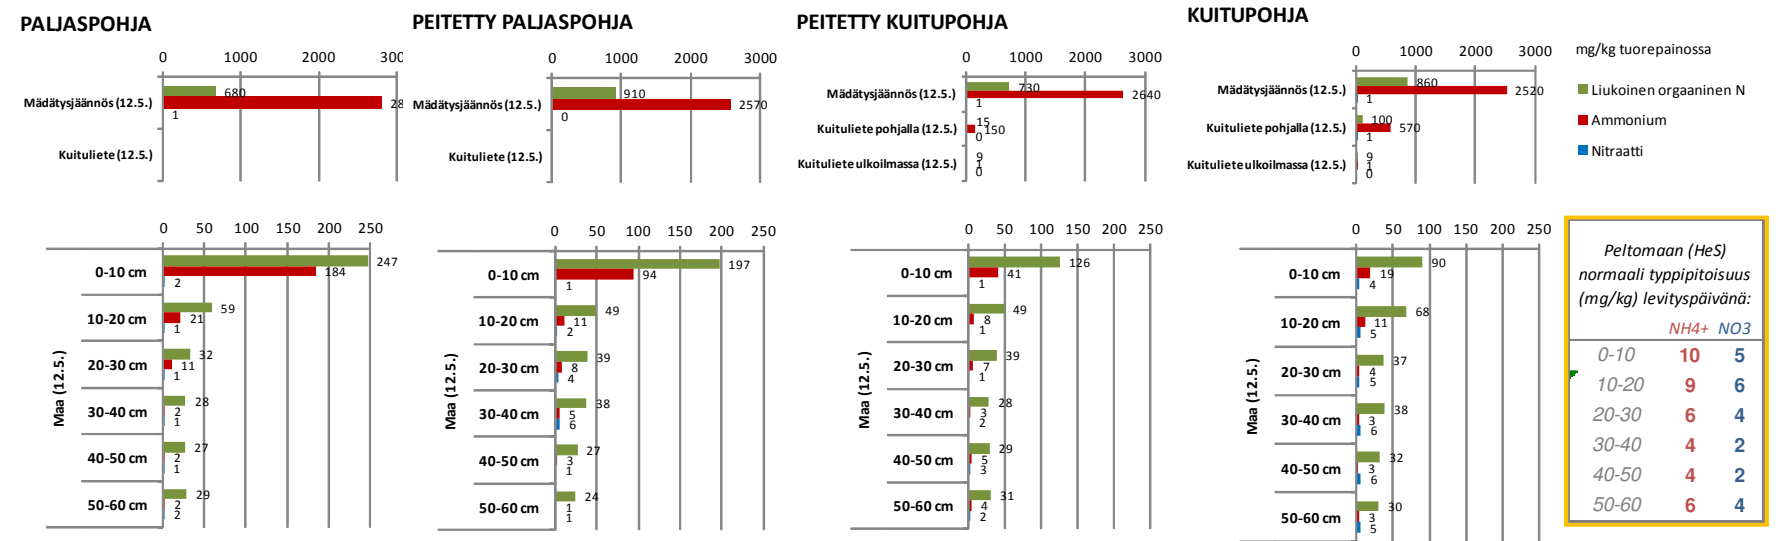 PALJASPOHJA
0 1000 2000 300
Mädätysjäännös (12.5.) 680 28 1
Kuituliete (12.5.)
0 50 100 150 200 250
Maa (12.5.)
0-10 cm 247 184 2
10-20 cm 59 21 1
20-30 cm 32 11 1
30-40 cm 28 2 1
40-50 cm 27 2 1
50-60 cm 29 2 2
PEITETTY PALJASPOHJA
0 1000 2000 3000
Mädätysjäännös (12.5.) 910 2570 0
Kuituliete (12.5.)
0 50 100 150 200 250
Maa (12.5.)
0-10 cm 197 94 1
10-20 cm 49 11 2
20-30 cm 39 8 4
30-40 cm 38 5 6
40-50 cm 27 3 1
50-60 cm 24 1 1
PEITETTY KUITUPOHJA
0 1000 2000 3000
Mädätysjäännös (12.5.) 730 2640 1
Kuituliete pohjalla (12.5.) 15 150 0
Kuituliete ulkoilmassa (12.5.) 9 1 0
0 50 100 150 200 250
Maa (12.5.)
0-10 cm 126 41 1
10-20 cm 49 8 1
20-30 cm 39 7 1
30-40 cm 28 3 2
40-50 cm 29 5 3
50-60 cm 31 4 2
KUITUPOHJA
0 1000 2000 3000
Mädätysjäännös (12.5.) 860 2520 1
Kuituliete pohjalla (12.5.) 100 570 1
Kuituliete ulkoilmassa (12.5.) 9 1 0
0 50 100 150 200 250
0-10 cm 90 19 4
10-20 cm 68 11 5
20-30 cm 37 4 5
30-40 cm 38 3 6
40-50 cm 32 3 6
50-60 cm 30 3 5
mg/kg tuorepainossa
Liukoinen orgaaninen N
Ammonium
Nitraatti
Peltomaan (HeS)
normaali typpipitoisuus
(mg/kg) levityspäivänä:
NH4+ NO3
0-10 10 5
10-20 9 6
20-30 6 4
30-40 4 2
40-50 4 2
50-60 6 4